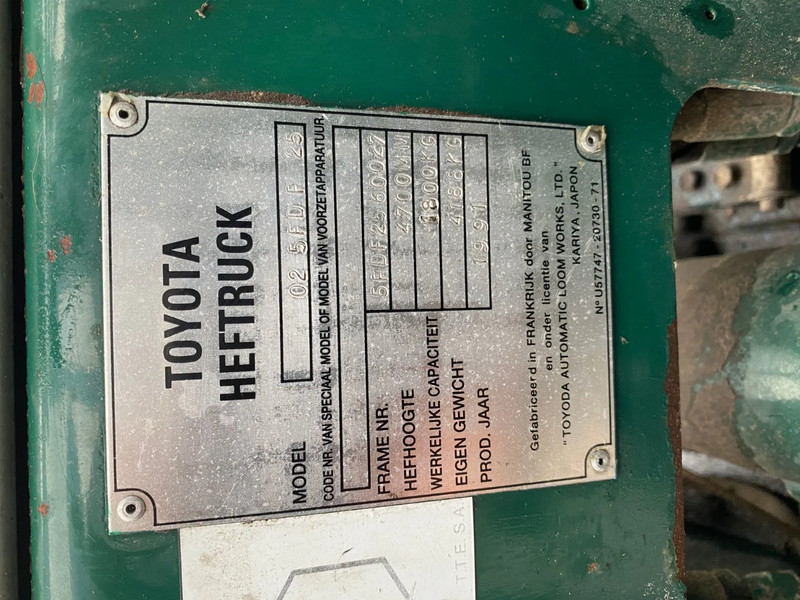 TOYOTA
HEFTRUCK
MODEL 02 5FDF 25
CODE NR. VAN SPECIAAL MODEL OF MODEL VAN VOORZETAPPARATUUR.
FRAME NR. 5FDF25 60027
HEFHOOGTE 4700MM
WERKELIJKE CAPACITEIT 1800KG
EIGEN GEWICHT 4186KG
PROD. JAAR 1991
Gefabriceerd in FRANKRIJK door MANITOU BF
en onder licentie van
"TOYODA AUTOMATIC LOOM WORKS, LTD."
KARIYA, JAPON
N° U57747-20730-71
T.T.E S.A.